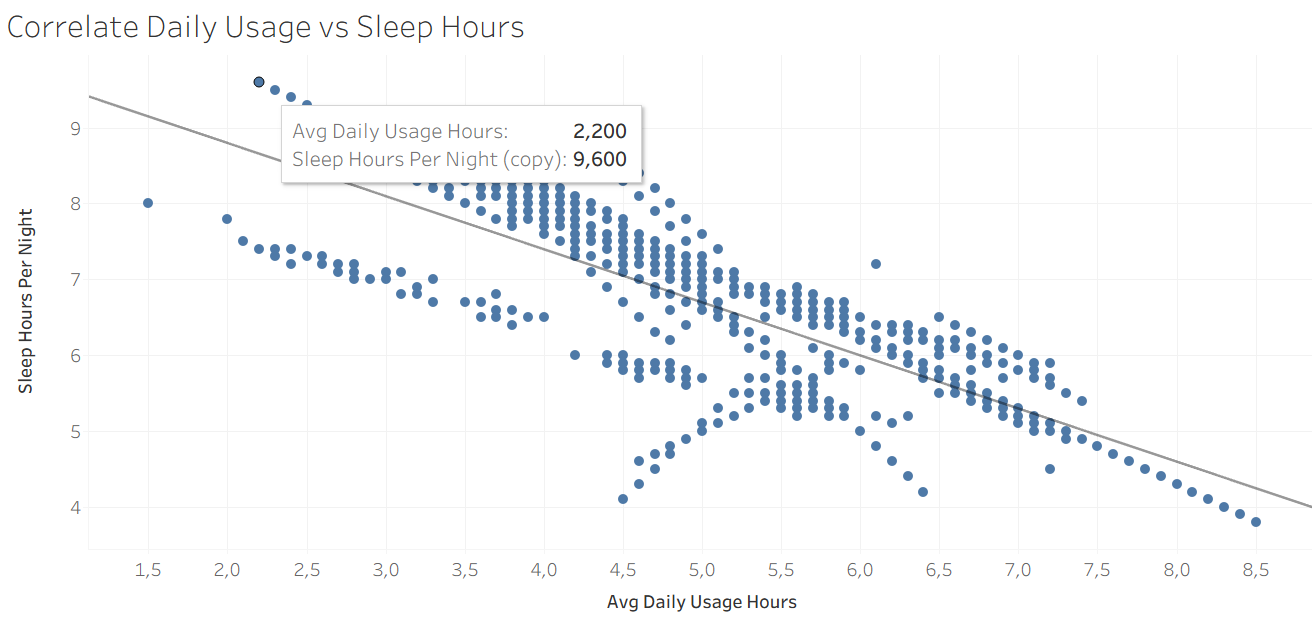 Correlate Daily Usage vs Sleep Hours
Avg Daily Usage Hours: 2,200
Sleep Hours Per Night (copy): 9,600
Sleep Hours Per Night
9
8
7
6
5
4
1,5 2,0 2,5 3,0 3,5 4,0 4,5 5,0 5,5 6,0 6,5 7,0 7,5 8,0 8,5
Avg Daily Usage Hours